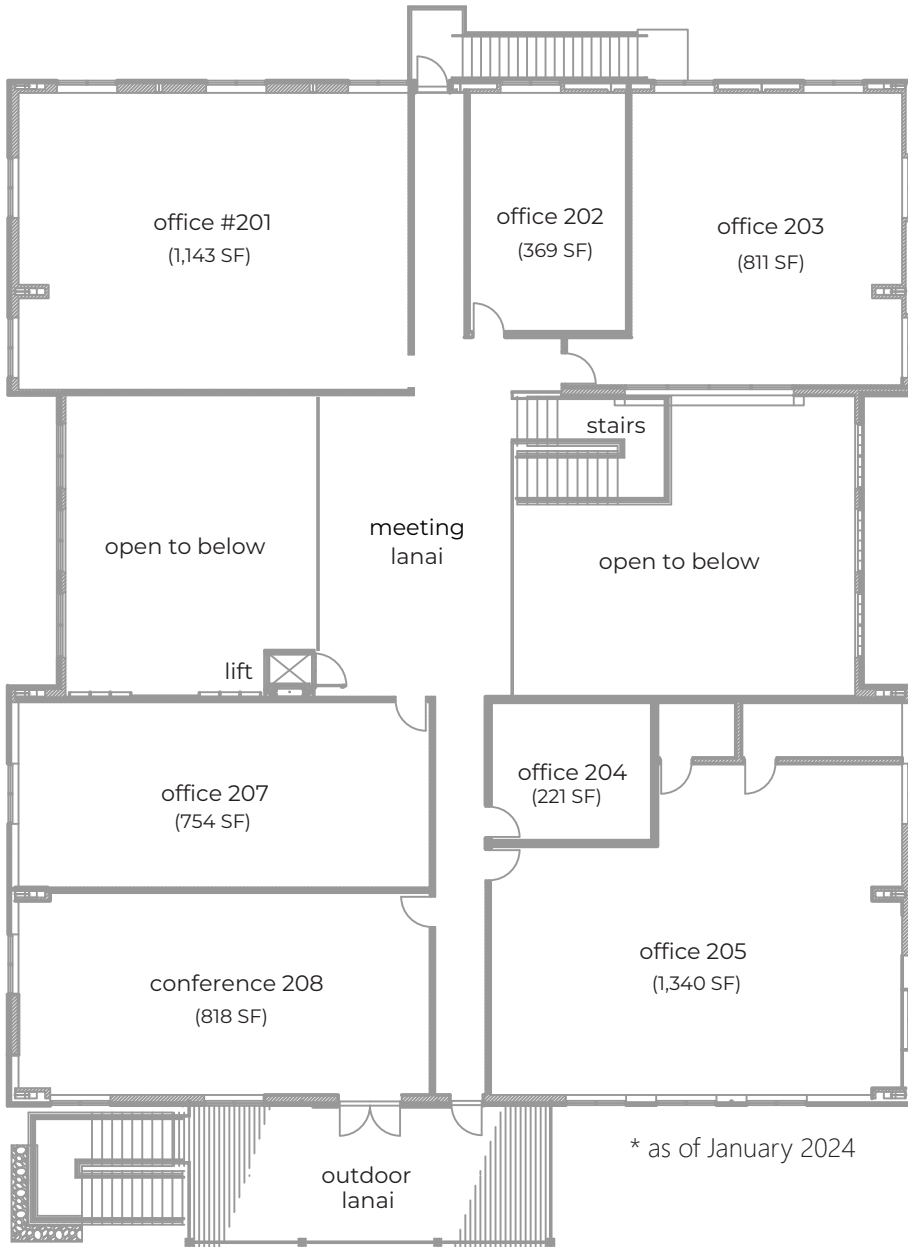 office #201
(1,143 SF)
office 202
(369 SF)
office 203
(811 SF)
stairs
meeting
lanai
open to below
open to below
lift
office 207
(754 SF)
office 204
(221 SF)
conference 208
(818 SF)
office 205
(1,340 SF)
* as of January 2024
outdoor
lanai